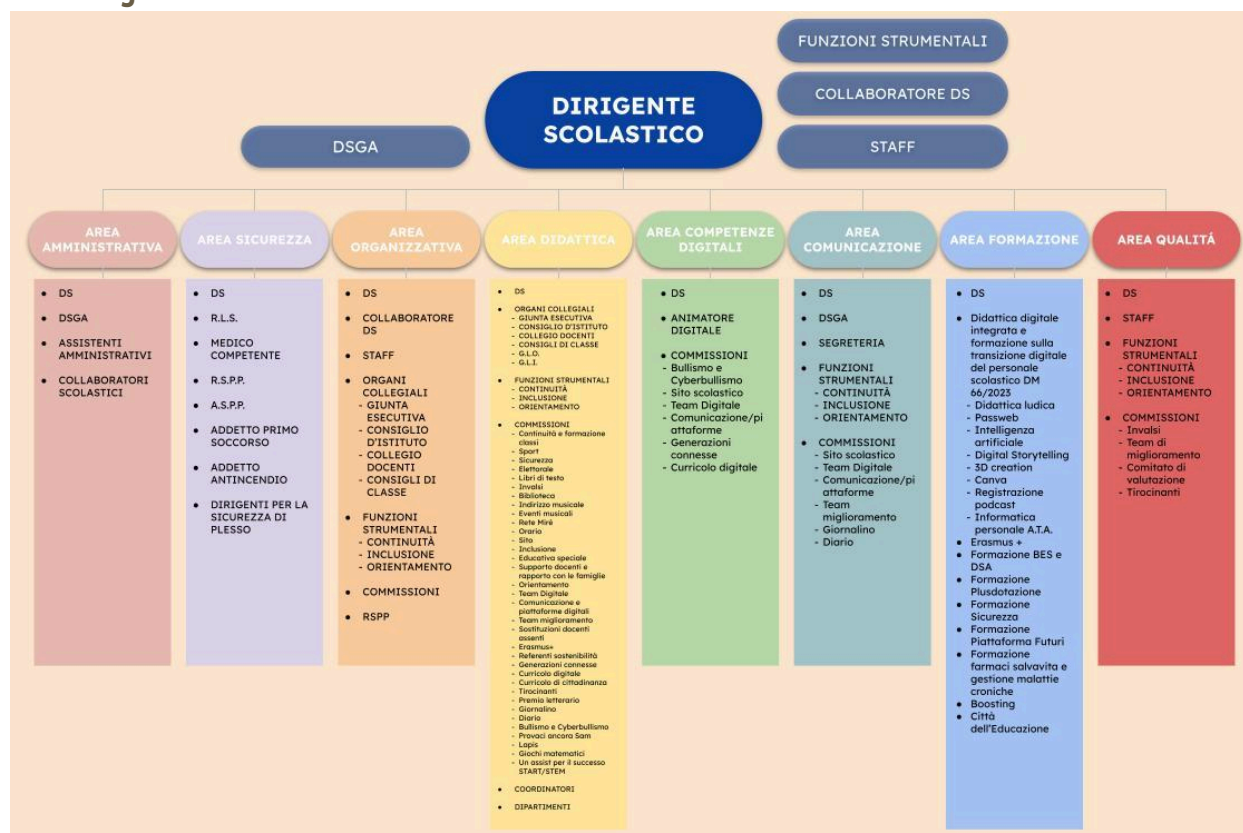 FUNZIONI STRUMENTALI
COLLABORATORE DS
STAFF
DIRIGENTE
SCOLASTICO
DSGA
AREA
AMMINISTRATIVA
• DS
• DSGA
• ASSISTENTI
AMMINISTRATIVI
• COLLABORATORI
SCOLASTICI
AREA SICUREZZA
• DS
• R.L.S.
• MEDICO
COMPETENTE
• R.S.P.P.
• A.S.P.P.
• ADDETTO PRIMO
SOCCORSO
• ADDETTO
ANTINCENDIO
• DIRIGENTI PER LA
SICUREZZA DI
PLESSO
AREA
ORGANIZZATIVA
• DS
• COLLABORATORE
DS
• STAFF
• ORGANI
COLLEGIALI
- GIUNTA
ESECUTIVA
- CONSIGLIO
D'ISTITUTO
- COLLEGIO
DOCENTI
- CONSIGLI DI
CLASSE
• FUNZIONI
STRUMENTALI
- CONTINUITÀ
- INCLUSIONE
- ORIENTAMENTO
• COMMISSIONI
• RSPP
AREA DIDATTICA
• DS
• ORGANI COLLEGIALI
- GIUNTA ESECUTIVA
- CONSIGLIO D'ISTITUTO
- COLLEGIO DOCENTI
- CONSIGLI DI CLASSE
- G.L.O.
- G.L.I.
• FUNZIONI STRUMENTALI
- CONTINUITÀ
- INCLUSIONE
- ORIENTAMENTO
• COMMISSIONI
- Continuità e formazione
classi
- Sport
- Sicurezza
- Elettorale
- Libri di testo
- Invalsi
- Biblioteca
- Indirizzo musicale
- Eventi musicali
- Rete Miré
- Orario
- Sito
- Inclusione
- Educativa speciale
- Supporto docenti e
rapporto con le famiglie
- Orientamento
- Team Digitale
- Comunicazione e
piattaforme digitali
- Team miglioramento
- Sostituzioni docenti
assenti
- Erasmus+
- Referenti sostenibilità
- Generazioni connesse
- Curricolo digitale
- Curricolo di cittadinanza
- Tirocinanti
- Premio letterario
- Giornalino
- Diario
- Bullismo e Cyberbullismo
- Provaci ancora Sam
- Lapis
- Giochi matematici
- Un assist per il successo
START/STEM
• COORDINATORI
• DIPARTIMENTI
AREA COMPETENZE
DIGITALI
• DS
• ANIMATORE
DIGITALE
• COMMISSIONI
- Bullismo e
Cyberbullismo
- Sito scolastico
- Team Digitale
- Comunicazione/pi
attaforme
- Generazioni
connesse
- Curricolo digitale
AREA
COMUNICAZIONE
• DS
• DSGA
• SEGRETERIA
• FUNZIONI
STRUMENTALI
- CONTINUITÀ
- INCLUSIONE
- ORIENTAMENTO
• COMMISSIONI
- Sito scolastico
- Team Digitale
- Comunicazione/pi
attaforme
- Team
miglioramento
- Giornalino
- Diario
AREA FORMAZIONE
• DS
• Didattica digitale
integrata e
formazione sulla
transizione digitale
del personale
scolastico DM
66/2023
- Didattica ludica
- Passweb
- Intelligenza
artificiale
- Digital Storytelling
- 3D creation
- Canva
- Registrazione
podcast
- Informatica
personale A.T.A.
• Erasmus +
• Formazione BES e
DSA
• Formazione
Plusdotazione
• Formazione
Sicurezza
• Formazione
Piattaforma Futuri
• Formazione
farmaci salvavita e
gestione malattie
croniche
• Boosting
• Città
dell'Educazione
AREA QUALITÁ
• DS
• STAFF
• FUNZIONI
STRUMENTALI
- CONTINUITÀ
- INCLUSIONE
- ORIENTAMENTO
• COMMISSIONI
- Invalsi
- Team di
miglioramento
- Comitato di
valutazione
- Tirocinanti